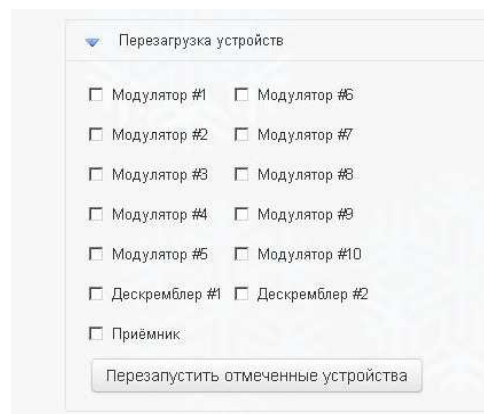 Перезагрузка устройств
Модулятор #1 Модулятор #6
Модулятор #2 Модулятор #7
Модулятор #3 Модулятор #8
Модулятор #4 Модулятор #9
Модулятор #5 Модулятор #10
Дескремблер #1 Дескремблер #2
Приёмник
Перезапустить отмеченные устройства